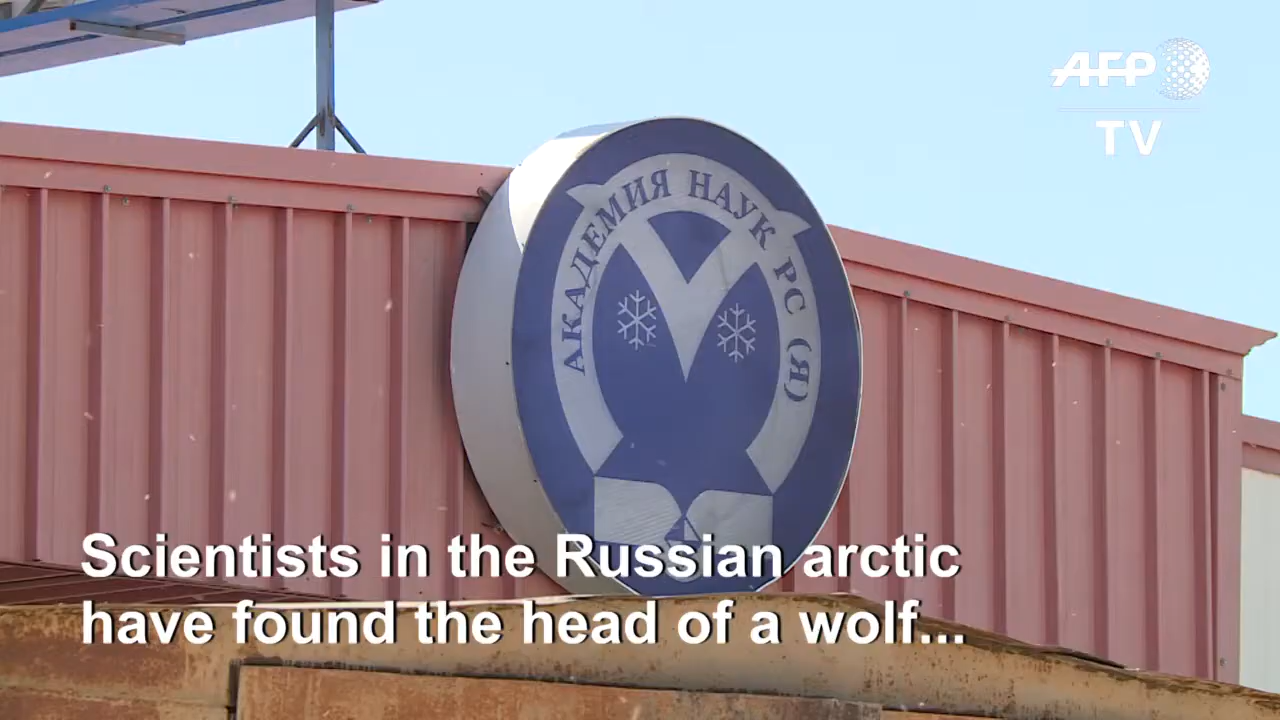 AFP
TV
АКАДЕМИЯ НАУК РС (Я)
Scientists in the Russian arctic
have found the head of a wolf...